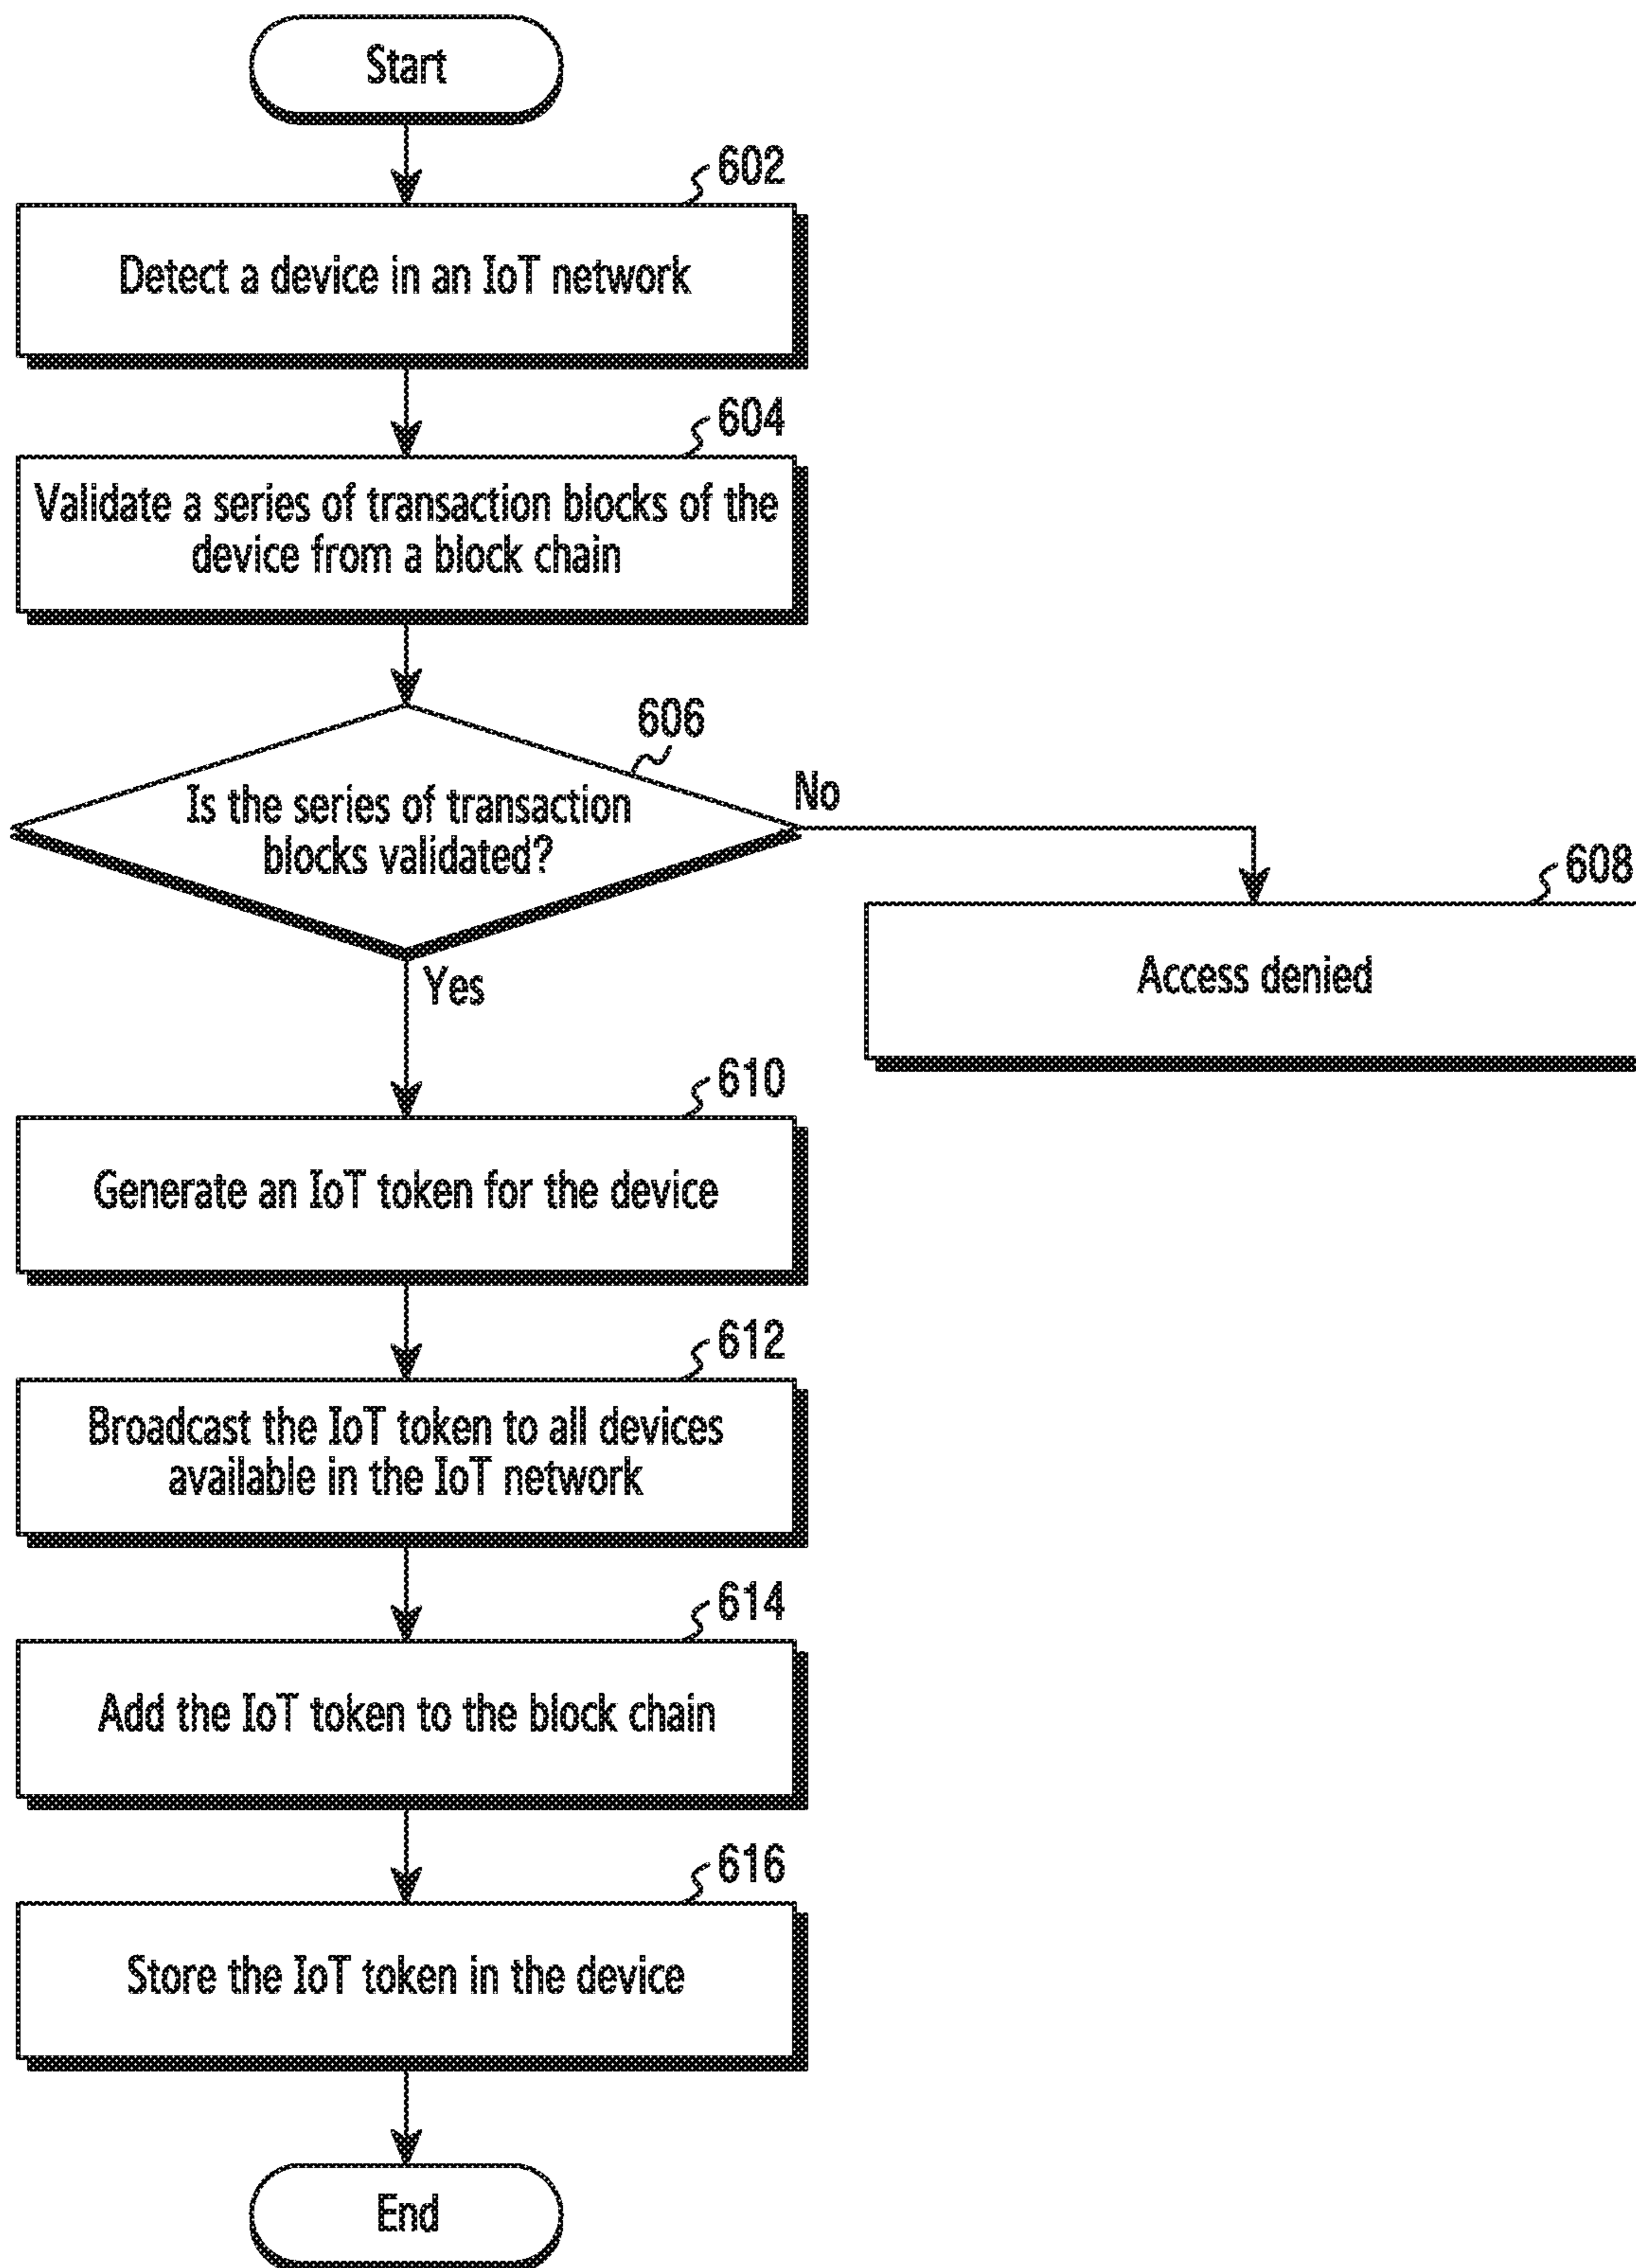 Start
602
Detect a device in an IoT network
604
Validate a series of transaction blocks of the
device from a block chain
606
Is the series of transaction
blocks validated?
No
608
Access denied
Yes
610
Generate an IoT token for the device
612
Broadcast the IoT token to all devices
available in the IoT network
614
Add the IoT token to the block chain
616
Store the IoT token in the device
End